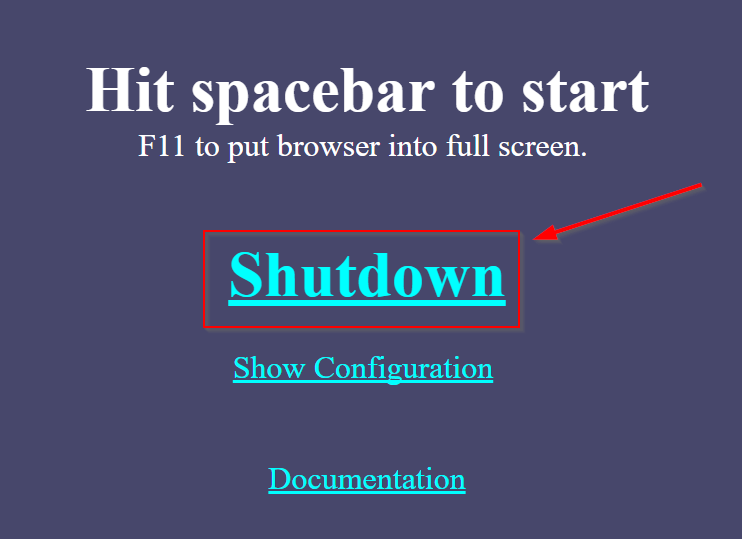 Hit spacebar to start
F11 to put browser into full screen.
Shutdown
Show Configuration
Documentation